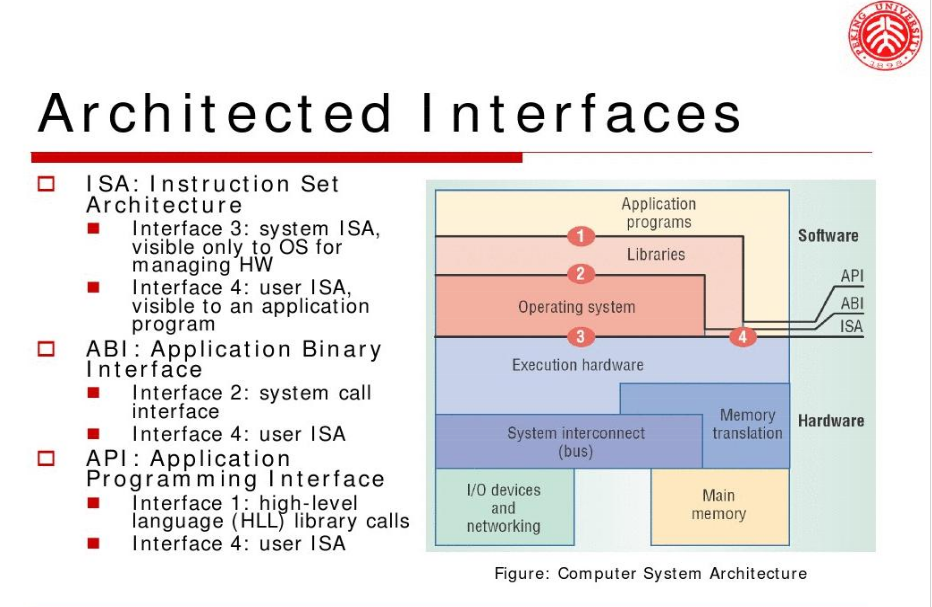 PEKING UNIVERSITY
1898
Architected Interfaces
ISA: Instruction Set
Architecture
Interface 3: system ISA,
visible only to OS for
managing HW
Interface 4: user ISA,
visible to an application
program
ABI: Application Binary
Interface
Interface 2: system call
interface
Interface 4: user ISA
API: Application
Programming Interface
Interface 1: high-level
language (HLL) library calls
Interface 4: user ISA
Application
programs
1
Libraries
2
Operating system
3
4
Software
API
ABI
ISA
Execution hardware
Memory
translation
Hardware
System interconnect
(bus)
I/O devices
and
networking
Main
memory
Figure: Computer System Architecture